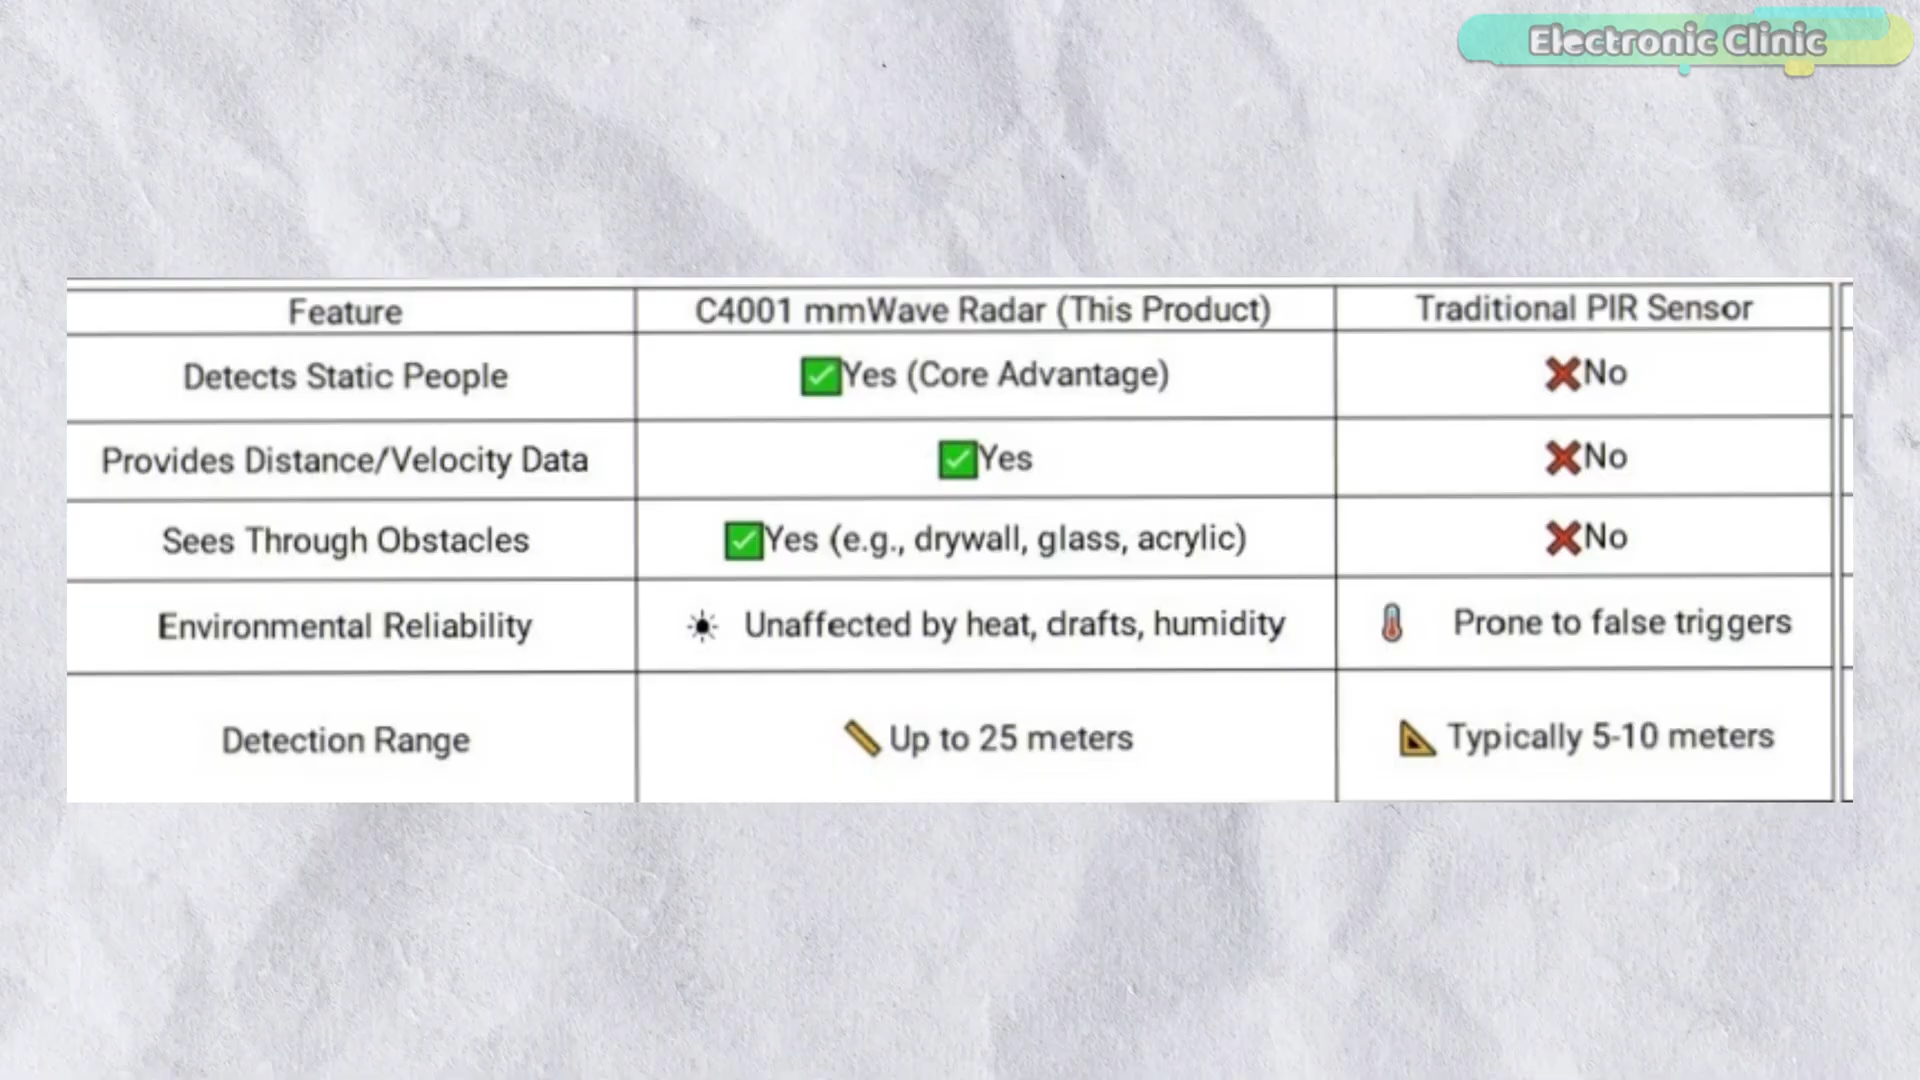 Electronic Clinic
Feature C4001 mmWave Radar (This Product) Traditional PIR Sensor
Detects Static People ✅Yes (Core Advantage) ❌No
Provides Distance/Velocity Data ✅Yes ❌No
Sees Through Obstacles ✅Yes (e.g., drywall, glass, acrylic) ❌No
Environmental Reliability ☀ Unaffected by heat, drafts, humidity 🌡 Prone to false triggers
Detection Range 📏 Up to 25 meters 📐 Typically 5-10 meters